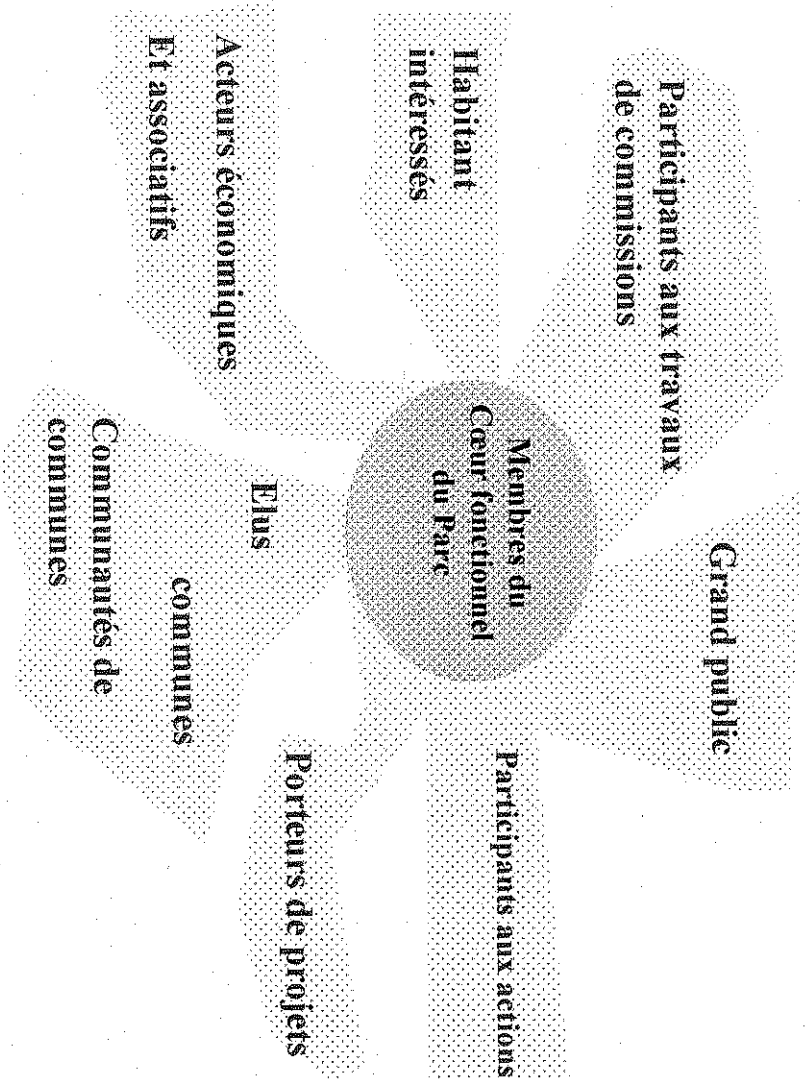 Grand public
Participants aux travaux
de commissions
Habitant
intéressés
Membres du
Cœur fonctionnel
du Parc
Participants aux actions
Porteurs de projets
Acteurs économiques
Et associatifs
Elus
communes
Communautés de
communes